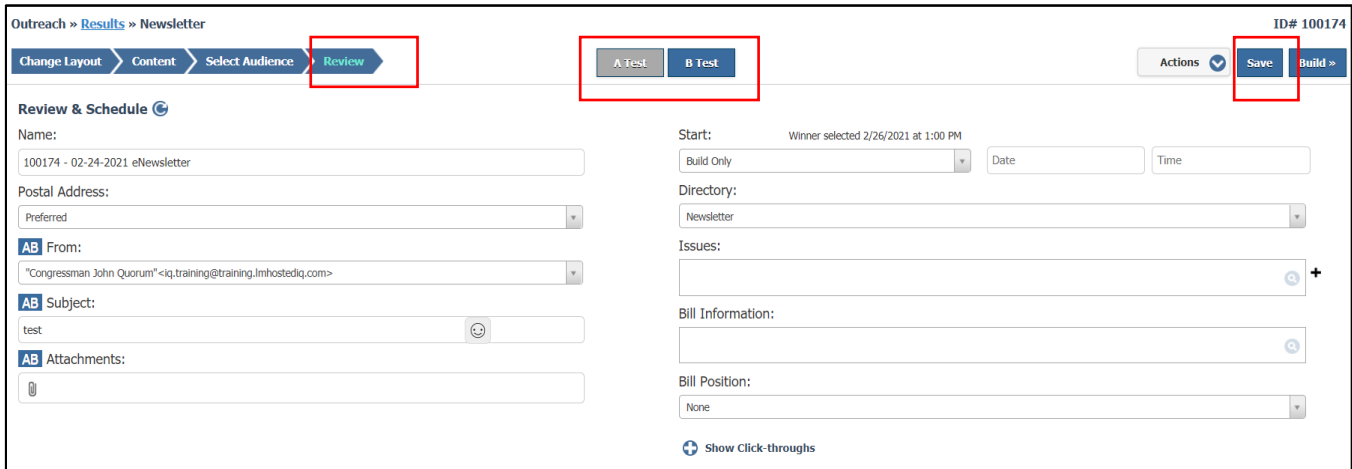 Outreach » Results » Newsletter
ID# 100174
Change Layout
Content
Select Audience
Review
A Test
B Test
Actions
Save
Build »
Review & Schedule
Name:
100174 - 02-24-2021 eNewsletter
Postal Address:
Preferred
AB From:
"Congressman John Quorum"<iq.training@training.lmhostediq.com>
AB Subject:
test
AB Attachments:
Start:
Winner selected 2/26/2021 at 1:00 PM
Build Only
Date
Time
Directory:
Newsletter
Issues:
Bill Information:
Bill Position:
None
Show Click-throughs